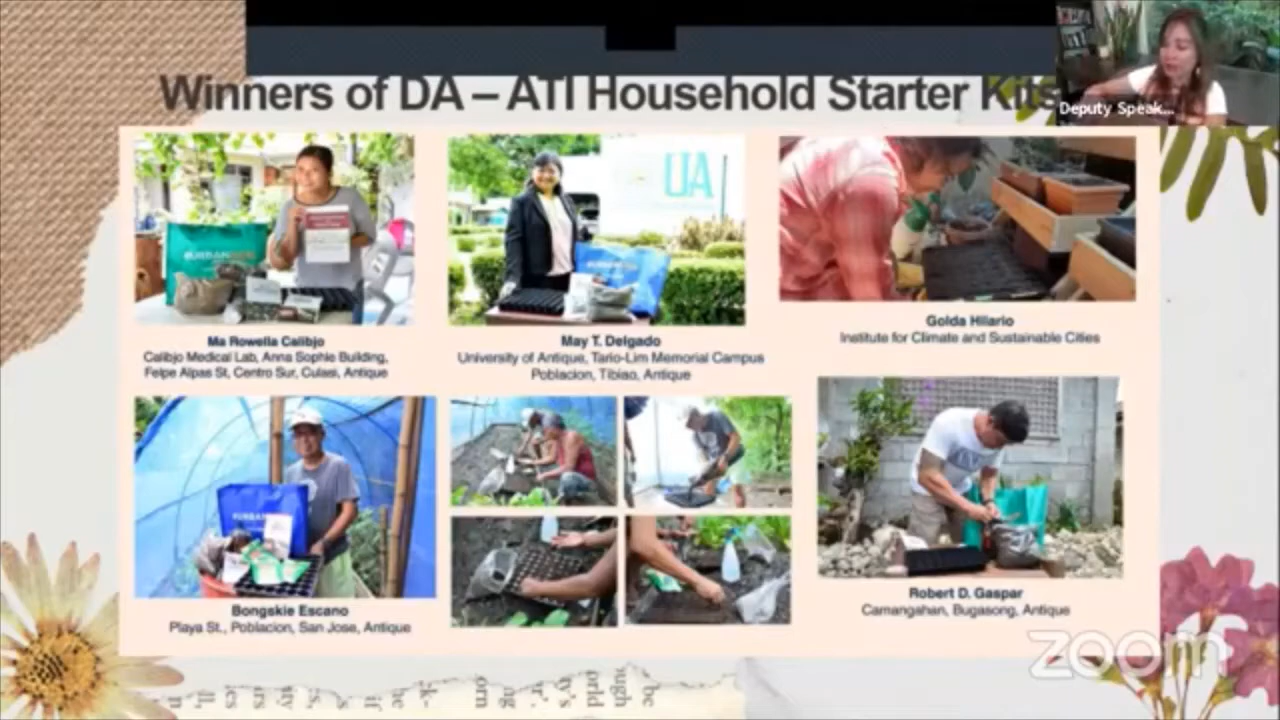 Winners of DA – ATI Household Starter Kits
Deputy Speak...
UA
#URBAN
Ma Rowella Calibjo
Calibjo Medical Lab, Anna Sophie Building,
Felpe Alpas St, Centro Sur, Culasi, Antique
May T. Delgado
University of Antique, Tario-Lim Memorial Campus
Poblacion, Tibiao, Antique
Golda Hilario
Institute for Climate and Sustainable Cities
Bongskie Escano
Playa St., Poblacion, San Jose, Antique
Robert D. Gaspar
Camangahan, Bugasong, Antique
zoom